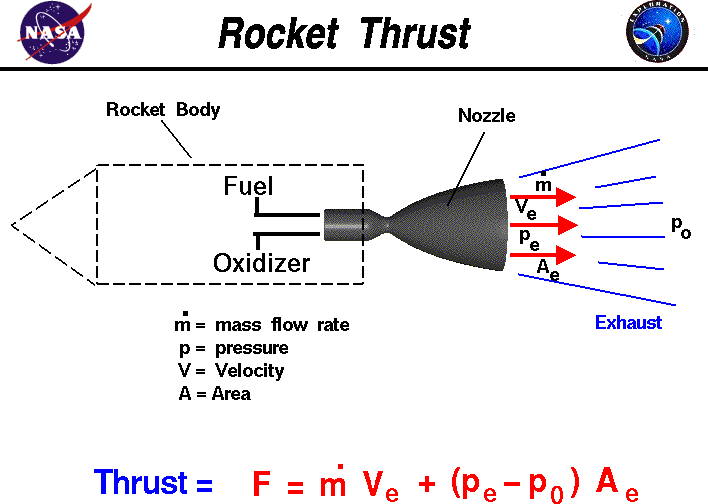 NASA
Rocket Thrust
EXPLORATION
Rocket Body
Nozzle
Fuel
Oxidizer
ṁ
Vₑ
pₑ
Aₑ
pₒ
Exhaust
ṁ = mass flow rate
p = pressure
V = Velocity
A = Area
Thrust = F = ṁ Vₑ + (pₑ – p₀) Aₑ